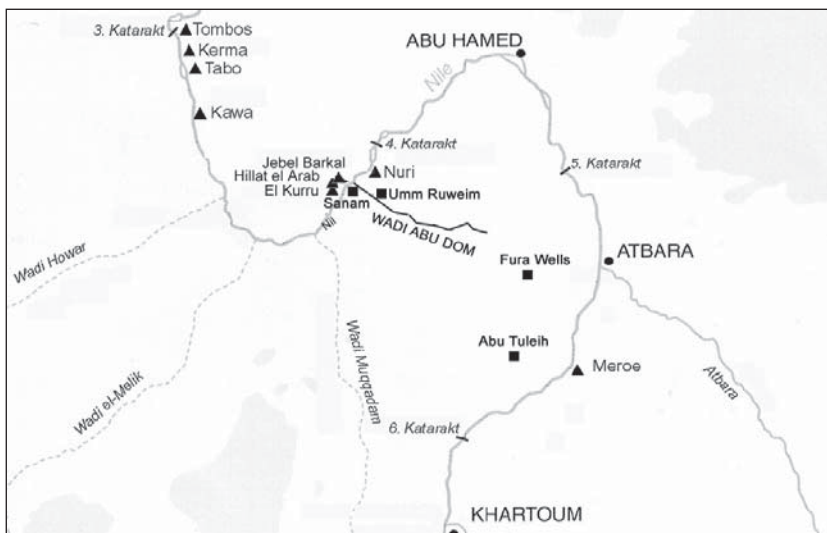 3. Katarakt
Tombos
Kerma
Tabo
Kawa
ABU HAMED
Nile
4. Katarakt
5. Katarakt
Jebel Barkal
Hillat el Arab
El Kurru
Nuri
Sanam
Umm Ruweim
Nil
WADI ABU DOM
Wadi Howar
Fura Wells
ATBARA
Wadi el-Melik
Wadi Muqqadam
Abu Tuleih
Meroe
Atbara
6. Katarakt
KHARTOUM